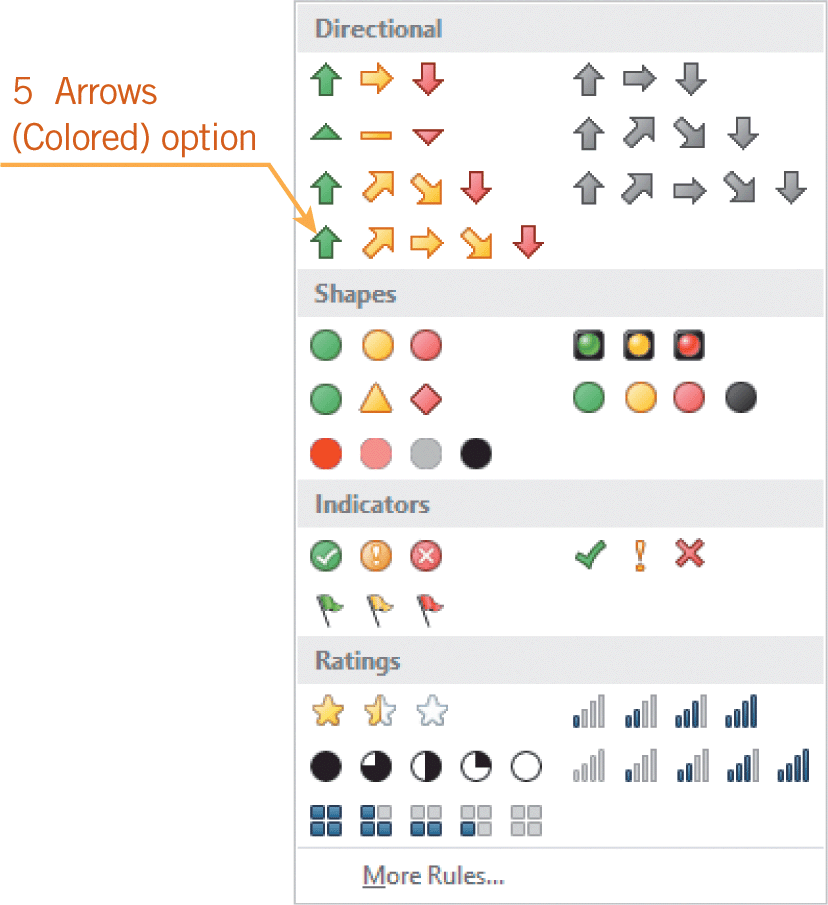 Directional
5 Arrows
(Colored) option
Shapes
Indicators
Ratings
More Rules...